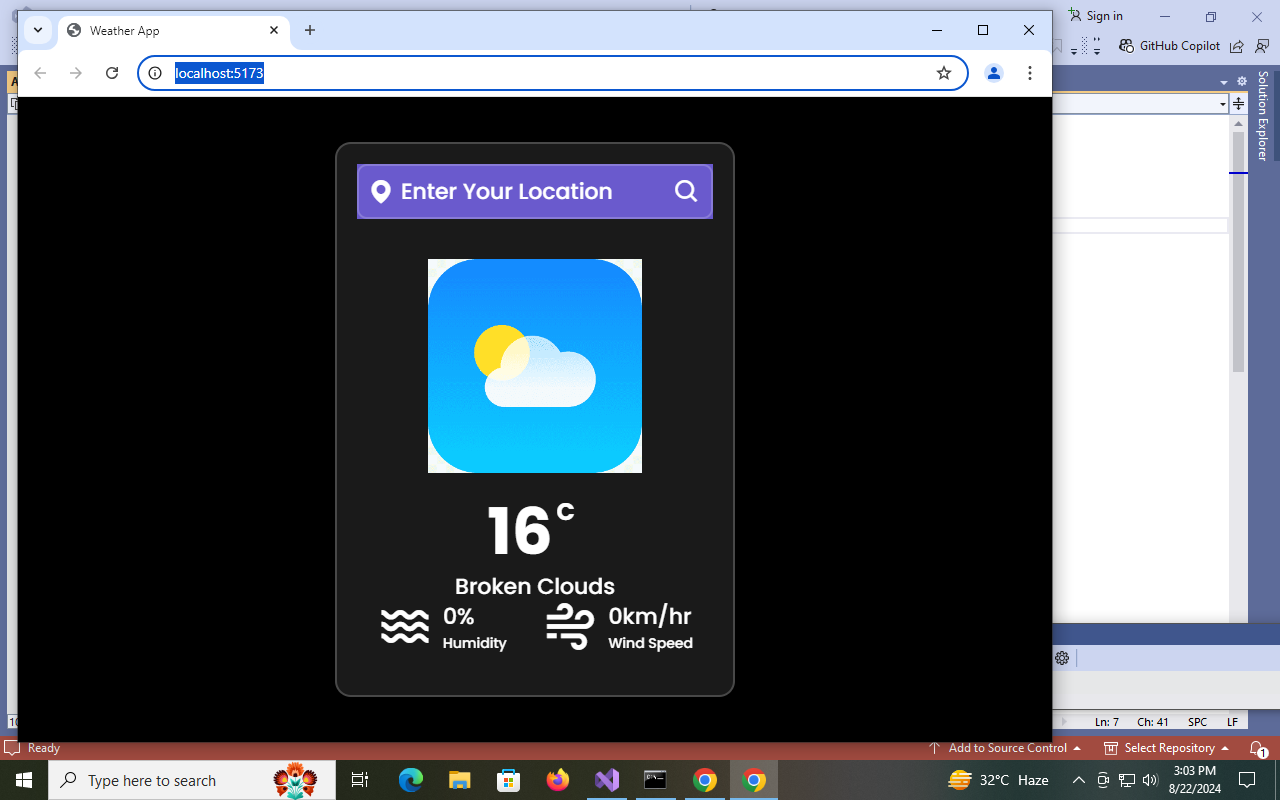 Sign in
Weather App
GitHub Copilot
localhost:5173
Solution Explorer
Enter Your Location
16 C
Broken Clouds
0%
Humidity
0km/hr
Wind Speed
Ln: 7 Ch: 41 SPC LF
Ready
Add to Source Control
Select Repository
1
Type here to search
32°C Haze
3:03 PM
8/22/2024